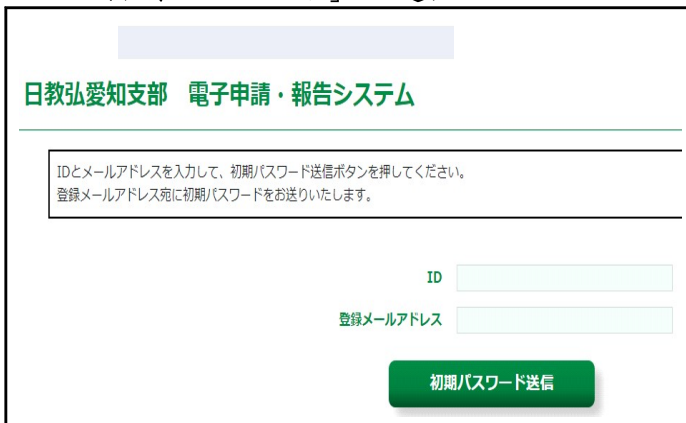 日教弘愛知支部 電子申請・報告システム
IDとメールアドレスを入力して、初期パスワード送信ボタンを押してください。
登録メールアドレス宛に初期パスワードをお送りいたします。
ID
登録メールアドレス
初期パスワード送信